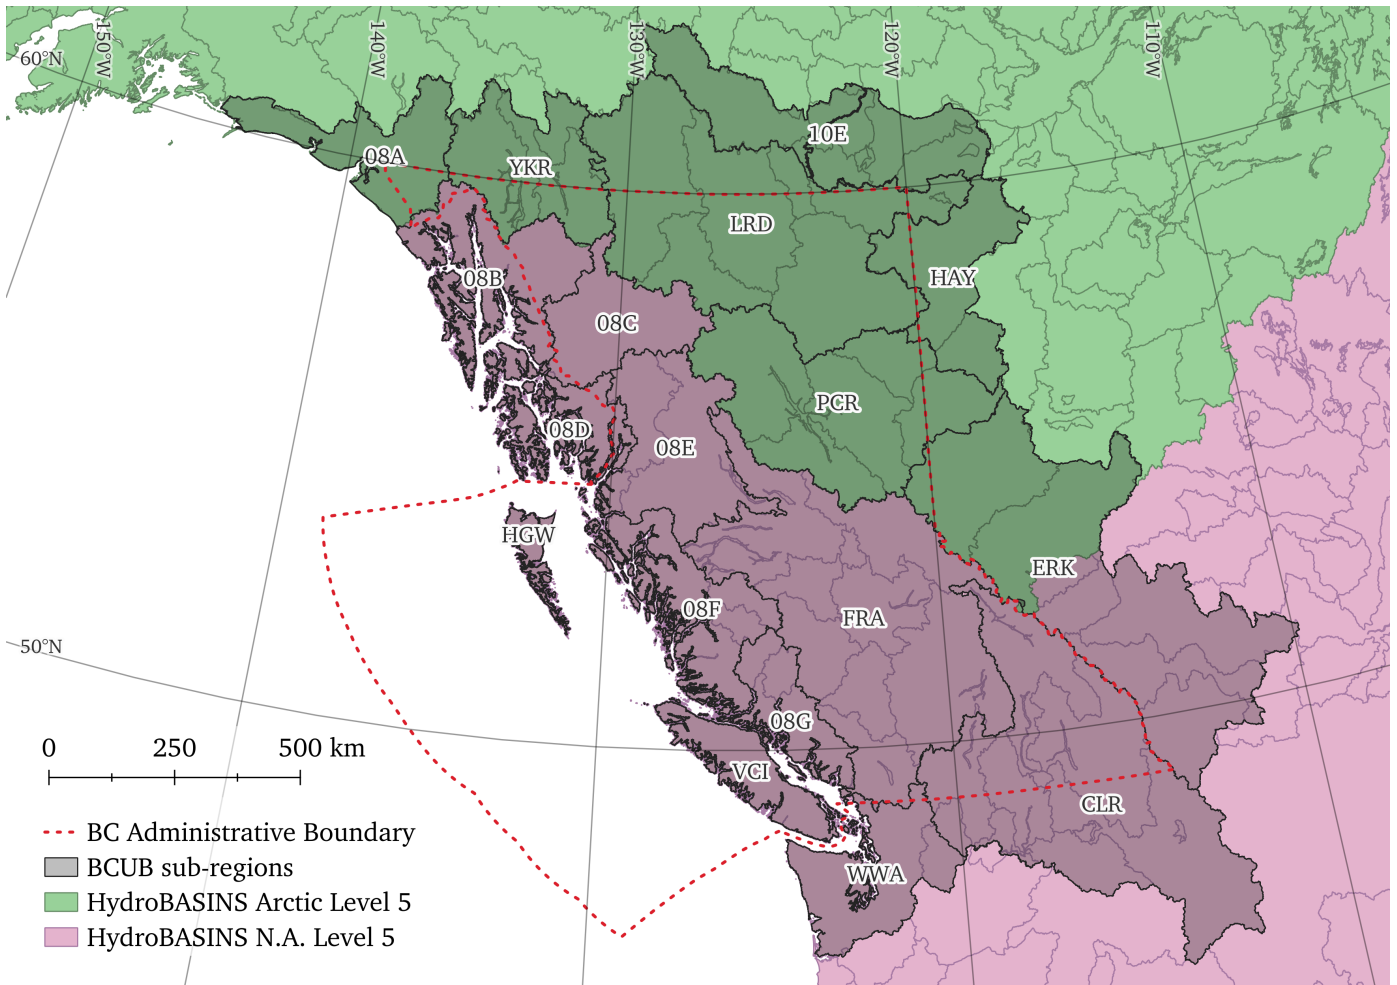 150°W
140°W
130°W
120°W
110°W
60°N
10E
08A
YKR
LRD
08B
HAY
08C
PCR
08D
08E
HGW
ERK
08F
FRA
50°N
08G
VCI
CLR
WWA
0 250 500 km
BC Administrative Boundary
BCUB sub-regions
HydroBASINS Arctic Level 5
HydroBASINS N.A. Level 5